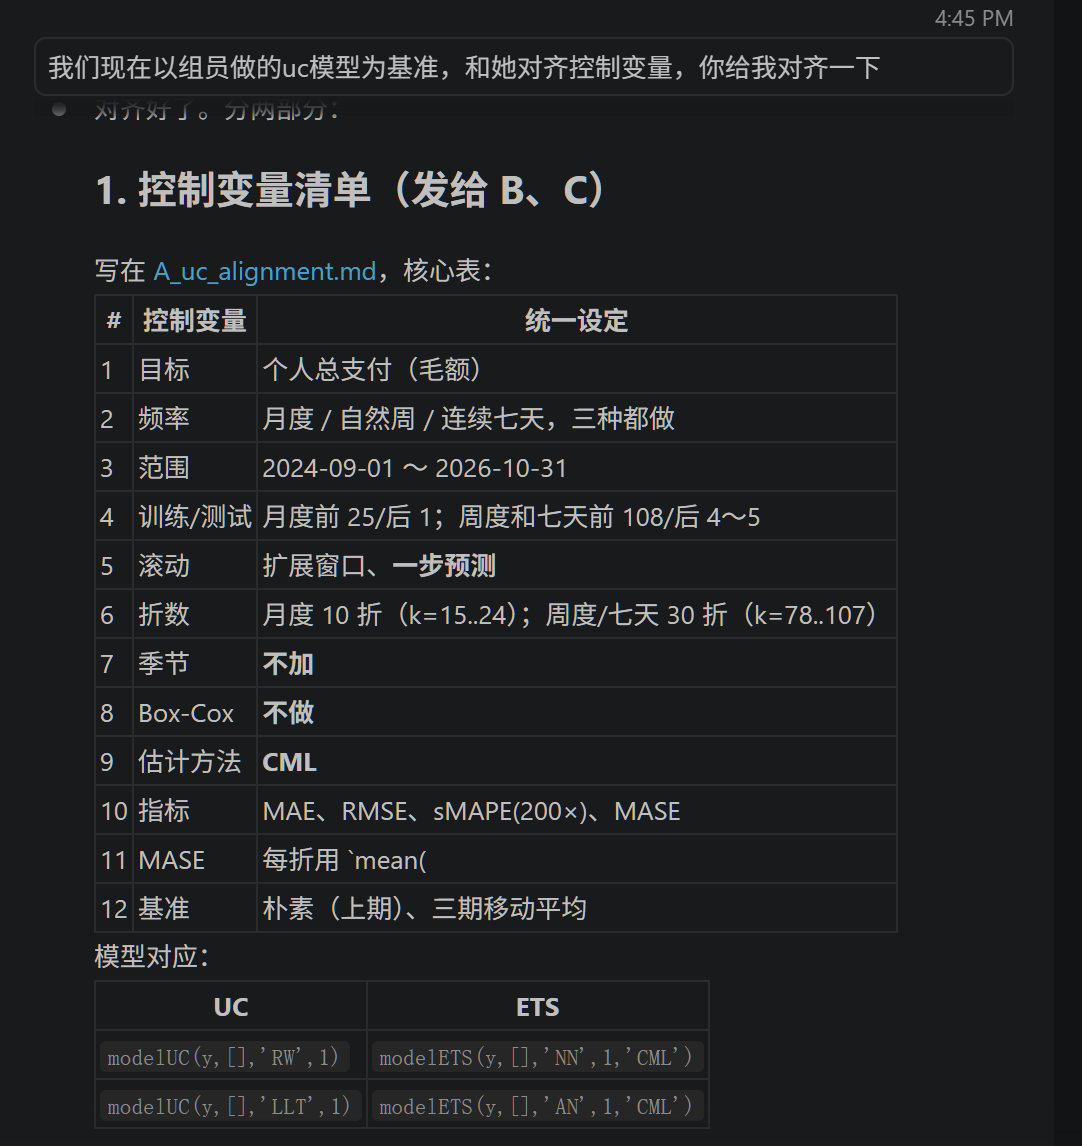 4:45 PM
我们现在以组员做的uc模型为基准，和她对齐控制变量，你给我对齐一下
对齐好了。分两部分：
1. 控制变量清单（发给 B、C）
写在 A_uc_alignment.md，核心表：
# 控制变量 统一设定
1 目标 个人总支付（毛额）
2 频率 月度 / 自然周 / 连续七天，三种都做
3 范围 2024-09-01 ～ 2026-10-31
4 训练/测试 月度前 25/后 1；周度和七天前 108/后 4～5
5 滚动 扩展窗口、一步预测
6 折数 月度 10 折（k=15..24）；周度/七天 30 折（k=78..107）
7 季节 不加
8 Box-Cox 不做
9 估计方法 CML
10 指标 MAE、RMSE、sMAPE(200×)、MASE
11 MASE 每折用 `mean(
12 基准 朴素（上期）、三期移动平均
模型对应：
UC ETS
modelUC(y,[],'RW',1) modelETS(y,[],'NN',1,'CML')
modelUC(y,[],'LLT',1) modelETS(y,[],'AN',1,'CML')